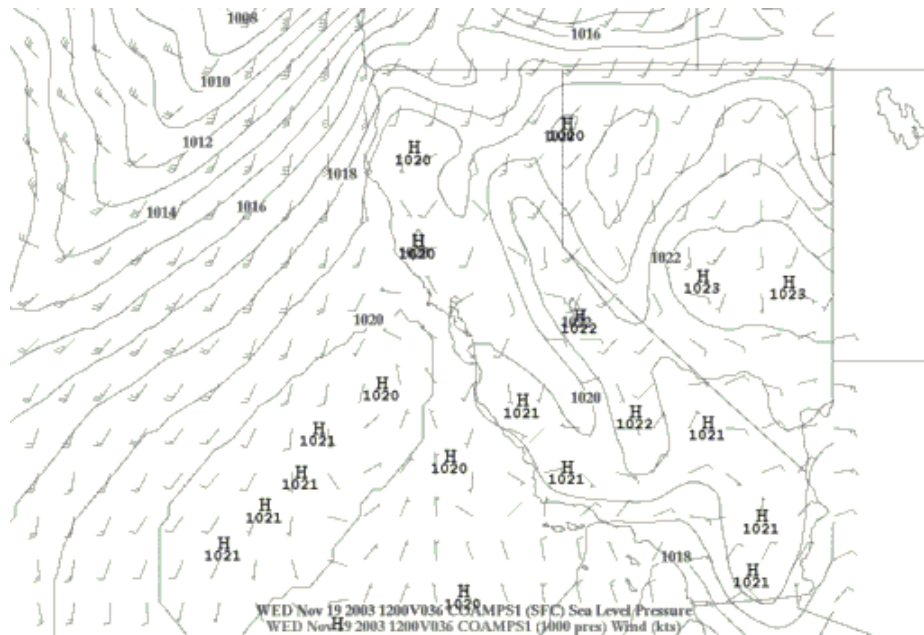 1008
1016
1010
H
1020
1012
H
1020
1018
1014
1016
H
1020
1022
H
1023
H
1023
H
1022
1020
H
1020
1020
H
1021
H
1022
H
1021
H
1021
H
1020
H
1021
H
1021
H
1021
H
1021
H
1021
1018
H
1021
H
1020
WED Nov 19 2003 1200V036 COAMPS1 (SFC) Sea Level Pressure
WED Nov 19 2003 1200V036 COAMPS1 (1000 pres) Wind (kts)
H